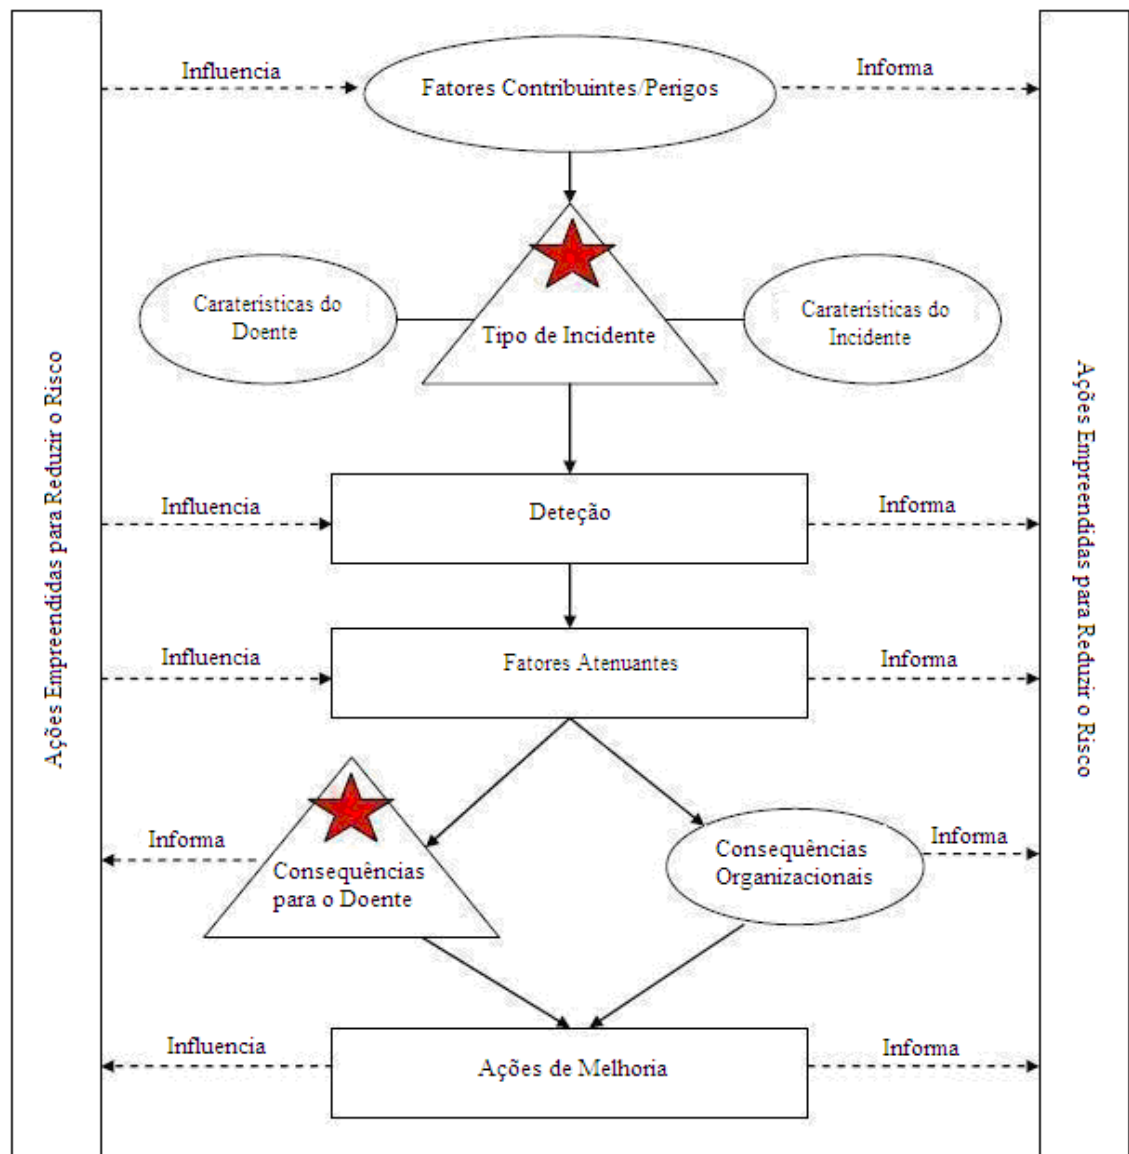 Influencia
Fatores Contribuintes/Perigos
Informa
Caraterísticas do
Doente
Tipo de Incidente
Caraterísticas do
Incidente
Ações Empreendidas para Reduzir o Risco
Ações Empreendidas para Reduzir o Risco
Influencia
Deteção
Informa
Influencia
Fatores Atenuantes
Informa
Informa
Consequências
para o Doente
Consequências
Organizacionais
Informa
Influencia
Ações de Melhoria
Informa